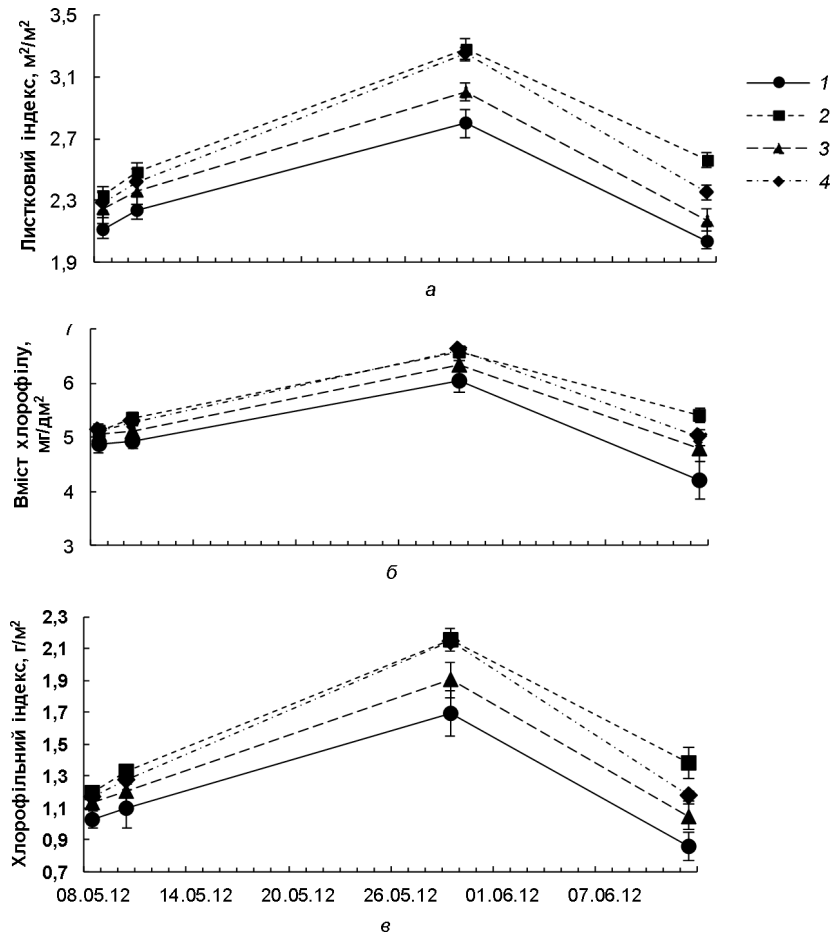 Листковий індекс, м²/м²
3,5
3,1
2,7
2,3
1,9
1
2
3
4
а
Вміст хлорофілу,
мг/дм²
7
6
5
4
3
б
Хлорофільний індекс, г/м²
2,3
2,1
1,9
1,7
1,5
1,3
1,1
0,9
0,7
08.05.12 14.05.12 20.05.12 26.05.12 01.06.12 07.06.12
в